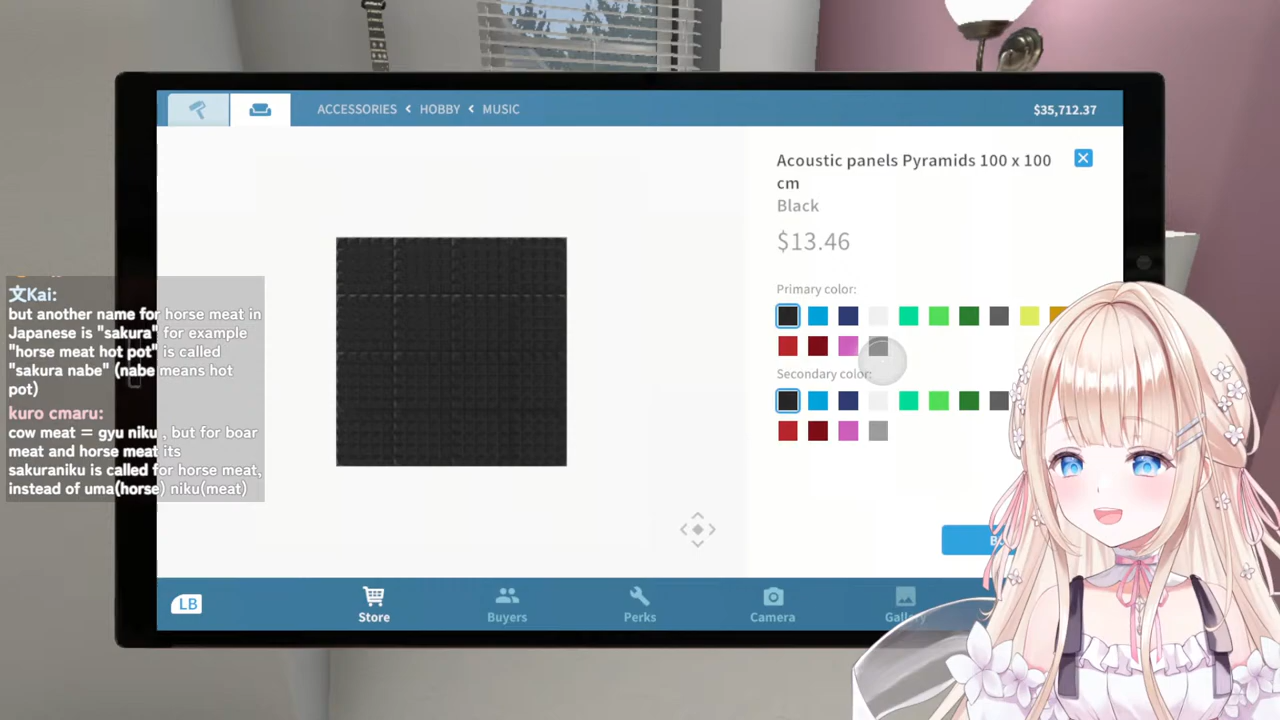 ACCESSORIES < HOBBY < MUSIC
$35,712.37
Acoustic panels Pyramids 100 x 100
cm
Black
$13.46
Primary color:
Secondary color:
文Kai:
but another name for horse meat in
Japanese is "sakura" for example
"horse meat hot pot" is called
"sakura nabe" (nabe means hot
pot)
kuro cmaru:
cow meat = gyu niku , but for boar
meat and horse meat its
sakuraniku is called for horse meat,
instead of uma(horse) niku(meat)
LB
Store
Buyers
Perks
Camera
Gallery